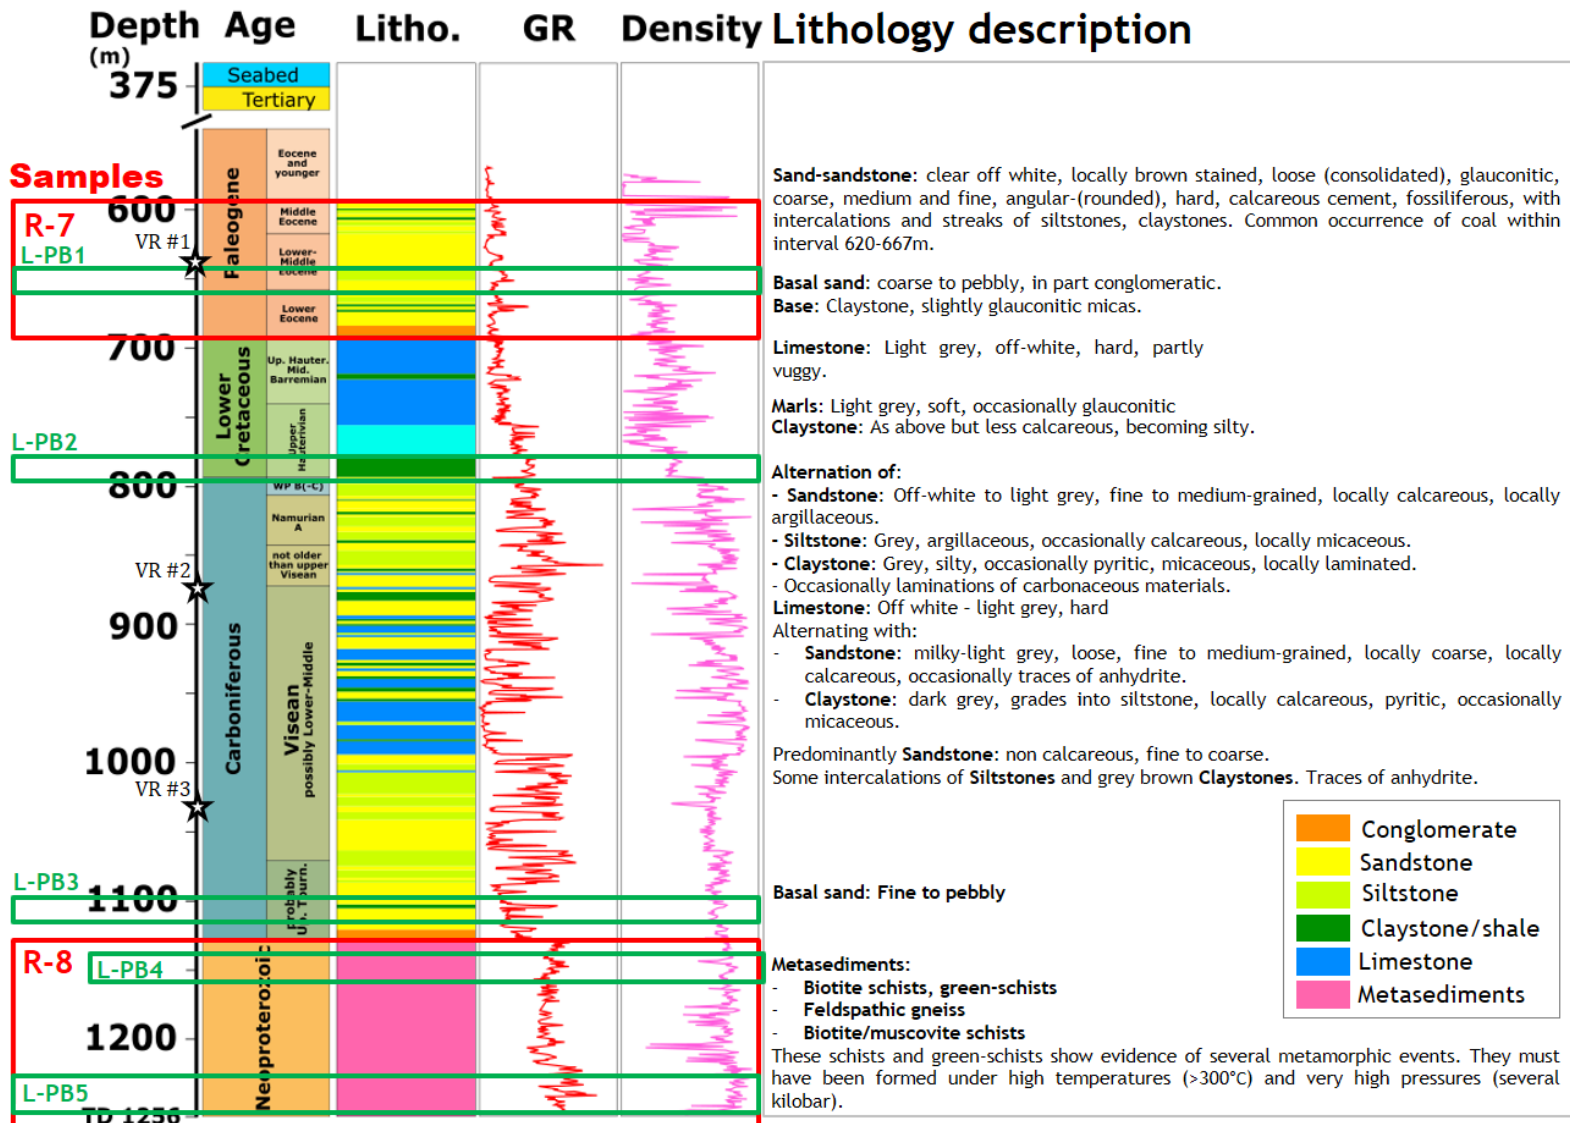 Depth Age Litho. GR Density Lithology description
(m)
375
Seabed
Tertiary
Samples
600
R-7
VR #1
L-PB1
Paleogene
Eocene
and
younger
Middle
Eocene
Lower-
Middle
Eocene
Lower
Eocene
700
Lower
Cretaceous
Up. Hauter.
Mid.
Barremian
Upper
Hauterivian
L-PB2
800
WP B(-C)
Namurian
A
not older
than upper
Visean
VR #2
900
Carboniferous
Visean
possibly Lower-Middle
1000
VR #3
L-PB3
1100
Probably
Up. Tourn.
R-8
L-PB4
Neoproterozoic
1200
L-PB5
TD 1256
Sand-sandstone: clear off white, locally brown stained, loose (consolidated), glauconitic,
coarse, medium and fine, angular-(rounded), hard, calcareous cement, fossiliferous, with
intercalations and streaks of siltstones, claystones. Common occurrence of coal within
interval 620-667m.
Basal sand: coarse to pebbly, in part conglomeratic.
Base: Claystone, slightly glauconitic micas.
Limestone: Light grey, off-white, hard, partly
vuggy.
Marls: Light grey, soft, occasionally glauconitic
Claystone: As above but less calcareous, becoming silty.
Alternation of:
- Sandstone: Off-white to light grey, fine to medium-grained, locally calcareous, locally
argillaceous.
- Siltstone: Grey, argillaceous, occasionally calcareous, locally micaceous.
- Claystone: Grey, silty, occasionally pyritic, micaceous, locally laminated.
- Occasionally laminations of carbonaceous materials.
Limestone: Off white - light grey, hard
Alternating with:
- Sandstone: milky-light grey, loose, fine to medium-grained, locally coarse, locally
calcareous, occasionally traces of anhydrite.
- Claystone: dark grey, grades into siltstone, locally calcareous, pyritic, occasionally
micaceous.
Predominantly Sandstone: non calcareous, fine to coarse.
Some intercalations of Siltstones and grey brown Claystones. Traces of anhydrite.
Basal sand: Fine to pebbly
Metasediments:
- Biotite schists, green-schists
- Feldspathic gneiss
- Biotite/muscovite schists
These schists and green-schists show evidence of several metamorphic events. They must
have been formed under high temperatures (>300°C) and very high pressures (several
kilobar).
Conglomerate
Sandstone
Siltstone
Claystone/shale
Limestone
Metasediments